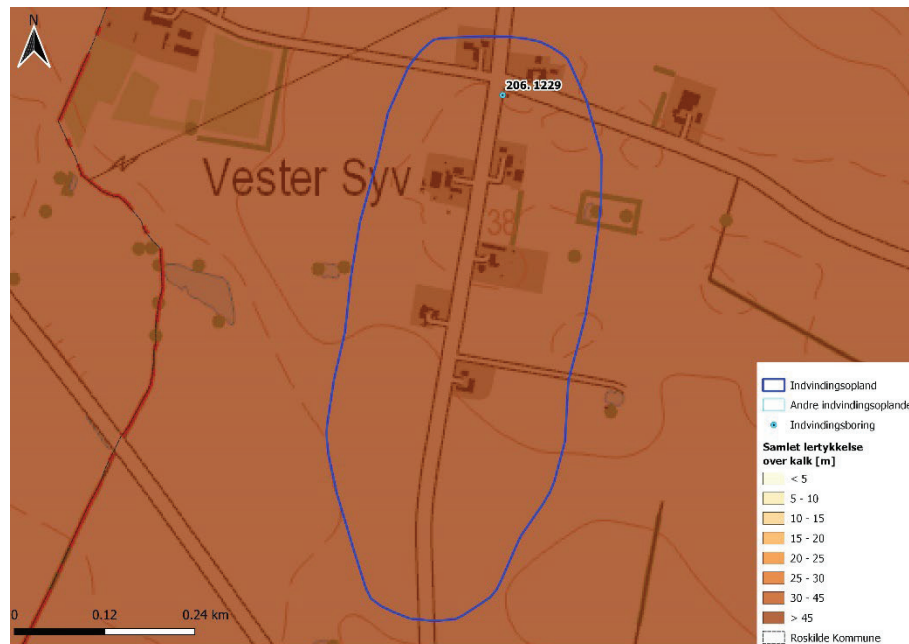 N
206. 1229
Vester Syv
38
0 0.12 0.24 km
Indvindingsopland
Andre indvindingsoplande
Indvindingsboring
Samlet lertykkelse
over kalk [m]
< 5
5 - 10
10 - 15
15 - 20
20 - 25
25 - 30
30 - 45
> 45
Roskilde Kommune